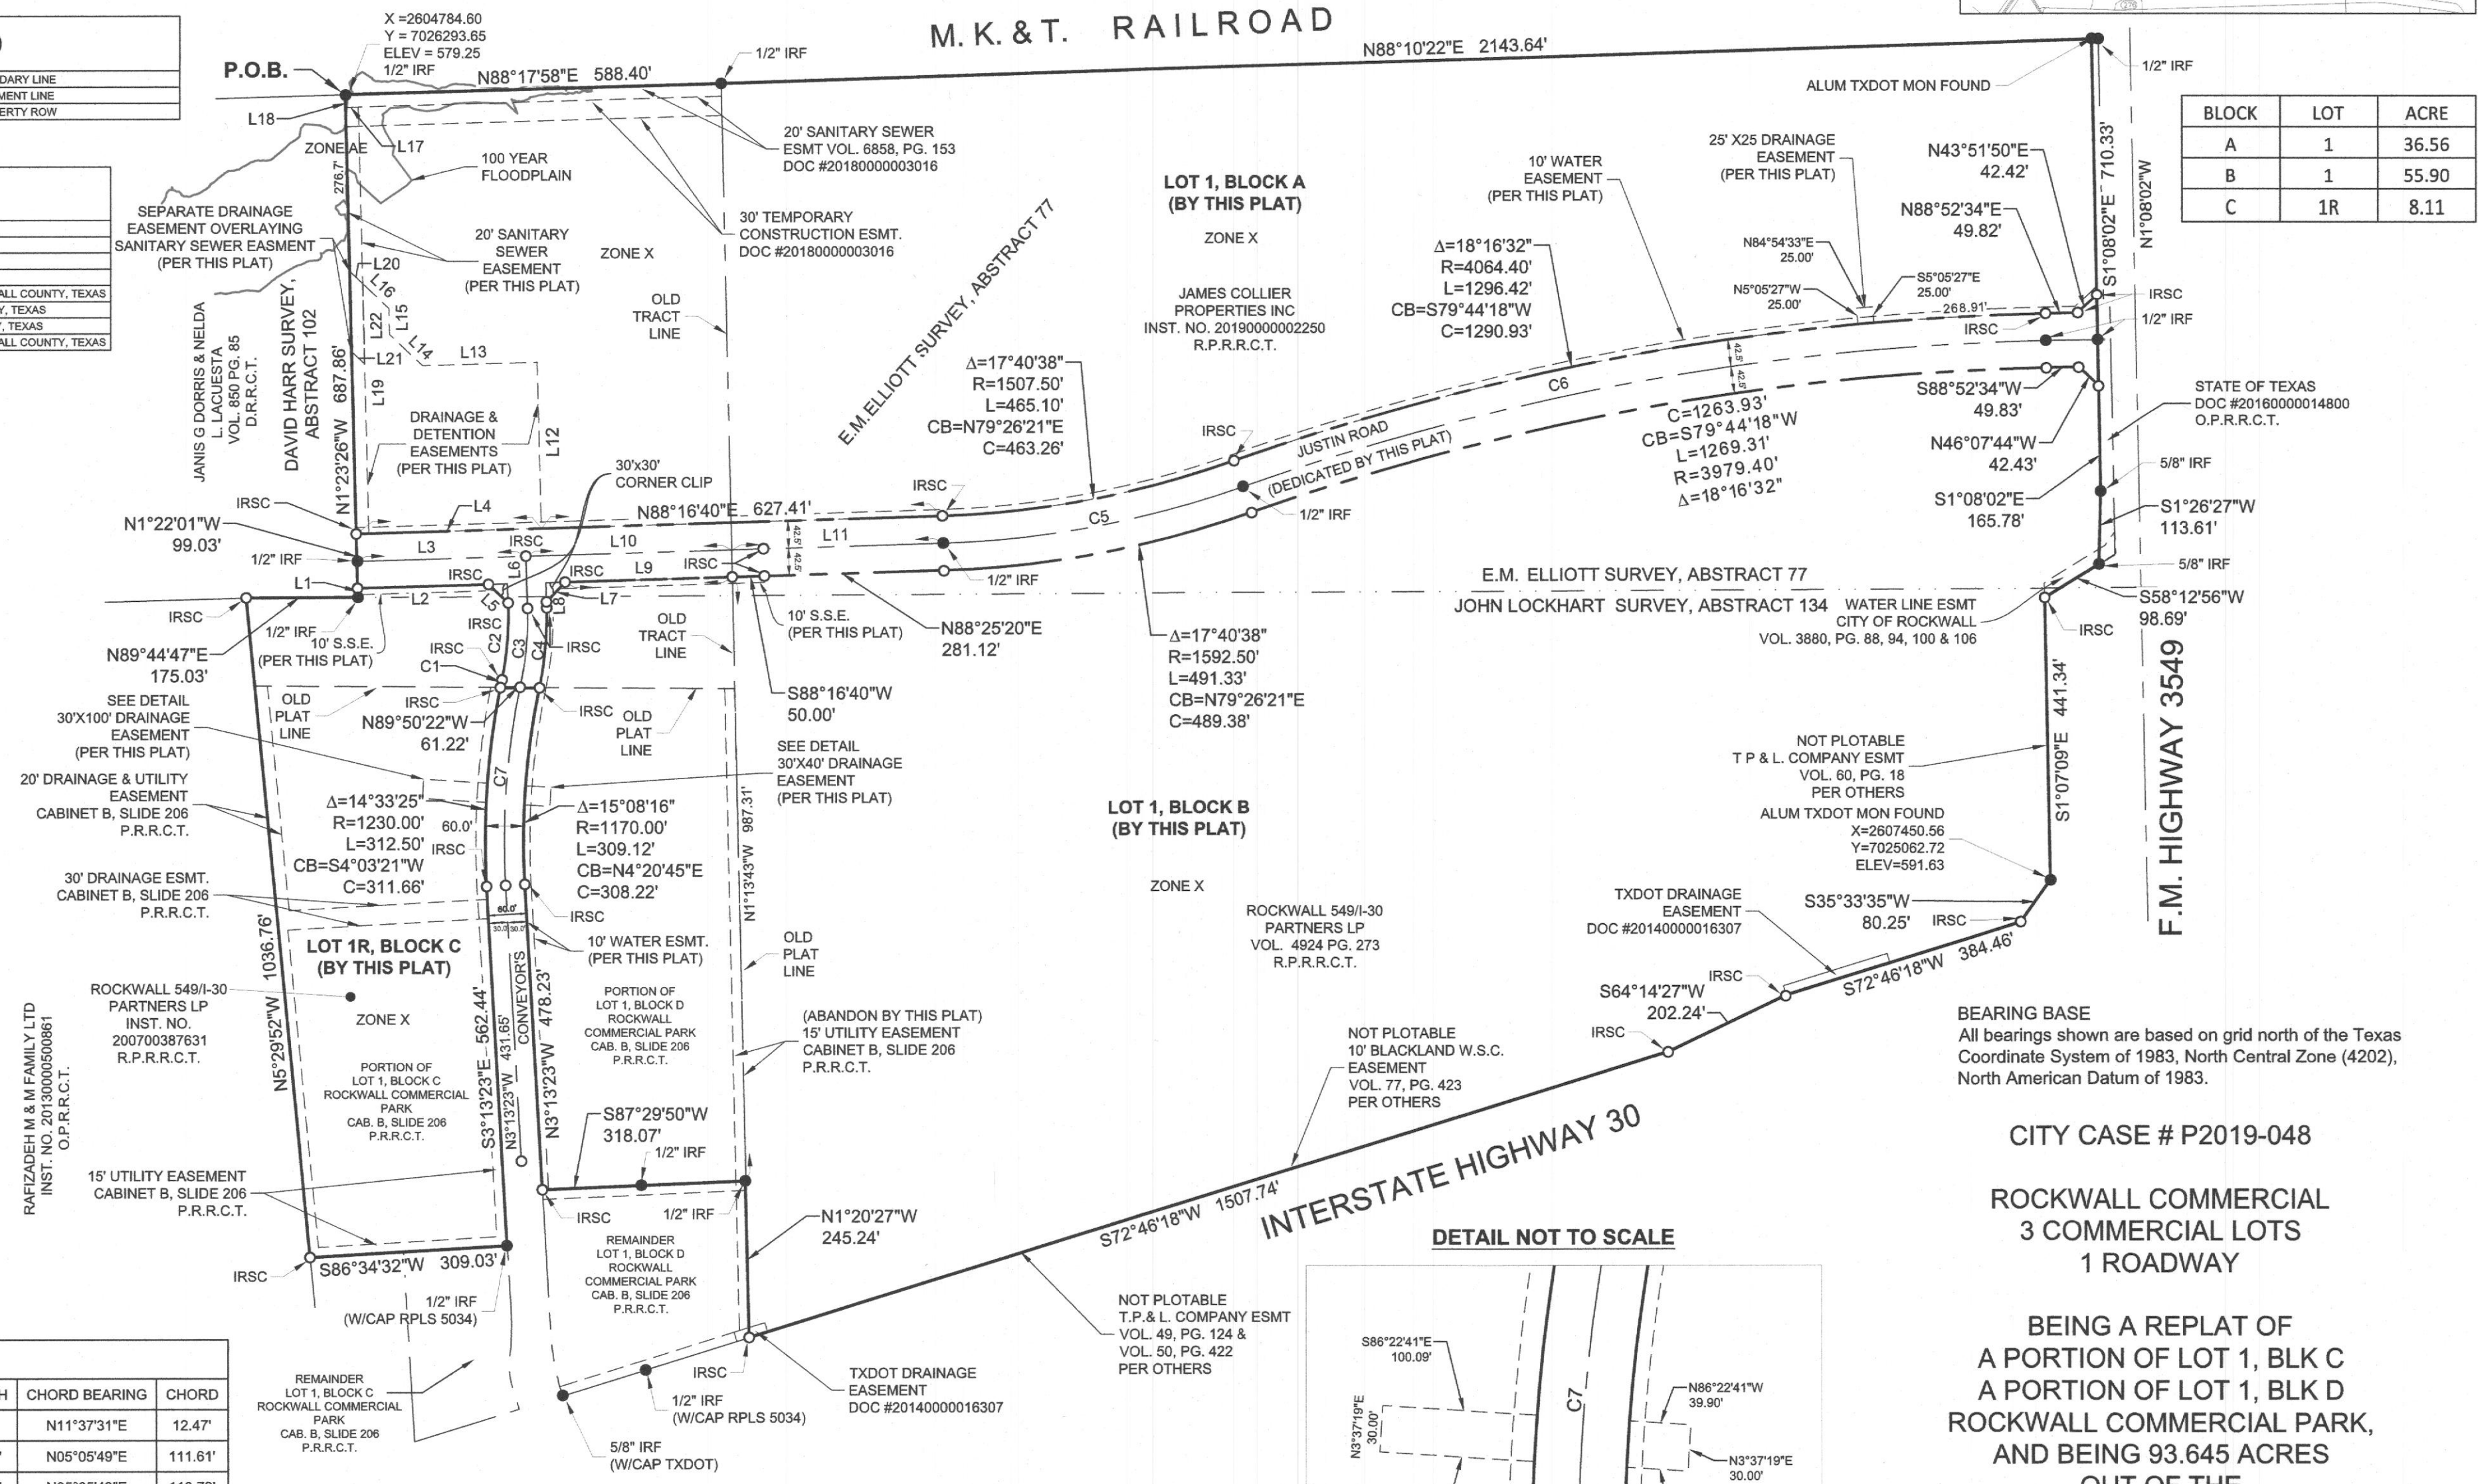 M. K. & T. RAILROAD
X =2604784.60
Y = 7026293.65
ELEV = 579.25
1/2" IRF
P.O.B.
N88°17'58"E 588.40'
1/2" IRF
N88°10'22"E 2143.64'
ALUM TXDOT MON FOUND
1/2" IRF
DARY LINE
MENT LINE
ERTY ROW
ALL COUNTY, TEXAS
Y, TEXAS
, TEXAS
ALL COUNTY, TEXAS
BLOCK LOT ACRE
A 1 36.56
B 1 55.90
C 1R 8.11
L18
L17
ZONE AE
276.7'
100 YEAR
FLOODPLAIN
20' SANITARY SEWER
ESMT VOL. 6858, PG. 153
DOC #20180000003016
30' TEMPORARY
CONSTRUCTION ESMT.
DOC #20180000003016
SEPARATE DRAINAGE
EASEMENT OVERLAYING
SANITARY SEWER EASMENT
(PER THIS PLAT)
20' SANITARY
SEWER
EASEMENT
(PER THIS PLAT)
ZONE X
OLD
TRACT
LINE
L20
L16
L15
L22
L14
L21
L19
L13
L12
JANIS G DORRIS & NELDA
L. LACUESTA
VOL. 850 PG. 85
D.R.R.C.T.
DAVID HARR SURVEY,
ABSTRACT 102
N1°23'26"W 687.86'
DRAINAGE &
DETENTION
EASEMENTS
(PER THIS PLAT)
30'x30'
CORNER CLIP
E.M.ELLIOTT SURVEY, ABSTRACT 77
LOT 1, BLOCK A
(BY THIS PLAT)
ZONE X
JAMES COLLIER
PROPERTIES INC
INST. NO. 20190000002250
R.P.R.R.C.T.
10' WATER
EASEMENT
(PER THIS PLAT)
25' X25 DRAINAGE
EASEMENT
(PER THIS PLAT)
N43°51'50"E
42.42'
N88°52'34"E
49.82'
N84°54'33"E
25.00'
N5°05'27"W
25.00'
S5°05'27"E
25.00'
268.91'
IRSC
IRSC
1/2" IRF
S1°08'02"E 710.33'
N1°08'02"W
Δ=18°16'32"
R=4064.40'
L=1296.42'
CB=S79°44'18"W
C=1290.93'
Δ=17°40'38"
R=1507.50'
L=465.10'
CB=N79°26'21"E
C=463.26'
IRSC
C6
42.5'
42.5'
JUSTIN ROAD
(DEDICATED BY THIS PLAT)
C=1263.93'
CB=S79°44'18"W
L=1269.31'
R=3979.40'
Δ=18°16'32"
S88°52'34"W
49.83'
N46°07'44"W
42.43'
STATE OF TEXAS
DOC #20160000014800
O.P.R.R.C.T.
5/8" IRF
S1°08'02"E
165.78'
S1°26'27"W
113.61'
5/8" IRF
S58°12'56"W
98.69'
IRSC
N1°22'01"W
99.03'
1/2" IRF
IRSC
L4
N88°16'40"E 627.41'
IRSC
L3
IRSC
L10
L6
42.5'
42.5'
L11
C5
1/2" IRF
1/2" IRF
L1
IRSC
L2
L5
IRSC
L9
IRSC
L7
L8
IRSC
1/2" IRF
10' S.S.E.
(PER THIS PLAT)
N89°44'47"E
175.03'
IRSC
IRSC
C1
C2
C3
C4
IRSC
OLD
TRACT
LINE
10' S.S.E.
(PER THIS PLAT)
N88°25'20"E
281.12'
S88°16'40"W
50.00'
Δ=17°40'38"
R=1592.50'
L=491.33'
CB=N79°26'21"E
C=489.38'
E.M. ELLIOTT SURVEY, ABSTRACT 77
JOHN LOCKHART SURVEY, ABSTRACT 134
WATER LINE ESMT
CITY OF ROCKWALL
VOL. 3880, PG. 88, 94, 100 & 106
F.M. HIGHWAY 3549
SEE DETAIL
30'X100' DRAINAGE
EASEMENT
(PER THIS PLAT)
OLD
PLAT
LINE
IRSC
N89°50'22"W
61.22'
IRSC
OLD
PLAT
LINE
SEE DETAIL
30'X40' DRAINAGE
EASEMENT
(PER THIS PLAT)
20' DRAINAGE & UTILITY
EASEMENT
CABINET B, SLIDE 206
P.R.R.C.T.
C7
Δ=14°33'25"
R=1230.00'
L=312.50'
CB=S4°03'21"W
C=311.66'
60.0'
IRSC
Δ=15°08'16"
R=1170.00'
L=309.12'
CB=N4°20'45"E
C=308.22'
IRSC
N1°13'43"W 987.31'
LOT 1, BLOCK B
(BY THIS PLAT)
ZONE X
ROCKWALL 549/I-30
PARTNERS LP
VOL. 4924 PG. 273
R.P.R.R.C.T.
NOT PLOTABLE
T P & L. COMPANY ESMT
VOL. 60, PG. 18
PER OTHERS
S1°07'09"E 441.34'
ALUM TXDOT MON FOUND
X=2607450.56
Y=7025062.72
ELEV=591.63
30' DRAINAGE ESMT.
CABINET B, SLIDE 206
P.R.R.C.T.
60.0'
30.0'
30.0'
10' WATER ESMT.
(PER THIS PLAT)
OLD
PLAT
LINE
TXDOT DRAINAGE
EASEMENT
DOC #20140000016307
S35°33'35"W
80.25'
IRSC
S72°46'18"W 384.46'
IRSC
S64°14'27"W
202.24'
IRSC
LOT 1R, BLOCK C
(BY THIS PLAT)
ROCKWALL 549/I-30
PARTNERS LP
INST. NO.
200700387631
R.P.R.R.C.T.
ZONE X
N5°29'52"W 1036.76'
RAFIZADEH M & M FAMILY LTD
INST. NO. 20130000500861
O.P.R.R.C.T.
PORTION OF
LOT 1, BLOCK C
ROCKWALL COMMERCIAL
PARK
CAB. B, SLIDE 206
P.R.R.C.T.
S3°13'23"E 562.44'
N3°13'23"W 431.65'
CONVEYOR'S
N3°13'23"W 478.23'
PORTION OF
LOT 1, BLOCK D
ROCKWALL
COMMERCIAL PARK
CAB. B, SLIDE 206
P.R.R.C.T.
(ABANDON BY THIS PLAT)
15' UTILITY EASEMENT
CABINET B, SLIDE 206
P.R.R.C.T.
NOT PLOTABLE
10' BLACKLAND W.S.C.
EASEMENT
VOL. 77, PG. 423
PER OTHERS
BEARING BASE
All bearings shown are based on grid north of the Texas
Coordinate System of 1983, North Central Zone (4202),
North American Datum of 1983.
CITY CASE # P2019-048
15' UTILITY EASEMENT
CABINET B, SLIDE 206
P.R.R.C.T.
S87°29'50"W
318.07'
1/2" IRF
IRSC
1/2" IRF
N1°20'27"W
245.24'
S72°46'18"W 1507.74'
INTERSTATE HIGHWAY 30
ROCKWALL COMMERCIAL
3 COMMERCIAL LOTS
1 ROADWAY
IRSC
S86°34'32"W 309.03'
1/2" IRF
(W/CAP RPLS 5034)
REMAINDER
LOT 1, BLOCK D
ROCKWALL
COMMERCIAL PARK
CAB. B, SLIDE 206
P.R.R.C.T.
IRSC
1/2" IRF
(W/CAP RPLS 5034)
5/8" IRF
(W/CAP TXDOT)
TXDOT DRAINAGE
EASEMENT
DOC #20140000016307
NOT PLOTABLE
T.P.& L. COMPANY ESMT
VOL. 49, PG. 124 &
VOL. 50, PG. 422
PER OTHERS
REMAINDER
LOT 1, BLOCK C
ROCKWALL COMMERCIAL
PARK
CAB. B, SLIDE 206
P.R.R.C.T.
H CHORD BEARING CHORD
N11°37'31"E 12.47'
N05°05'49"E 111.61'
DETAIL NOT TO SCALE
S86°22'41"E
100.09'
N3°37'19"E
30.00'
C7
N86°22'41"W
39.90'
N3°37'19"E
30.00'
BEING A REPLAT OF
A PORTION OF LOT 1, BLK C
A PORTION OF LOT 1, BLK D
ROCKWALL COMMERCIAL PARK,
AND BEING 93.645 ACRES
OUT OF THE